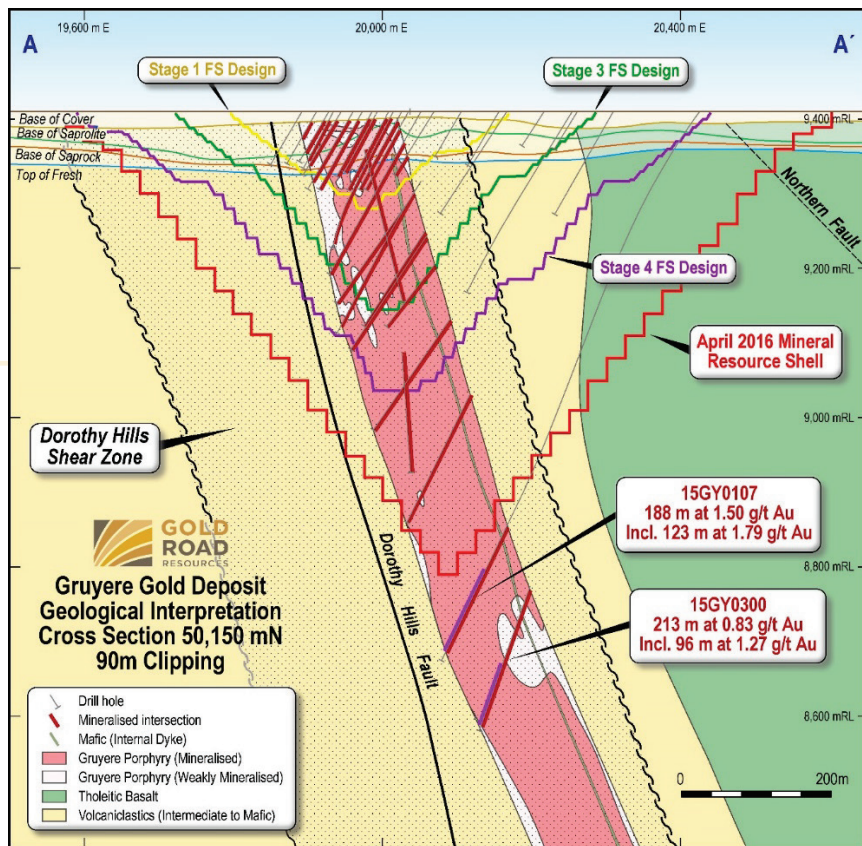 19,600 m E
20,000 m E
20,400 m E
A
A´
Stage 1 FS Design
Stage 3 FS Design
Base of Cover
Base of Saprolite
Base of Saprock
Top of Fresh
9,400 mRL
Northern Fault
9,200 mRL
Stage 4 FS Design
April 2016 Mineral
Resource Shell
9,000 mRL
Dorothy Hills
Shear Zone
15GY0107
188 m at 1.50 g/t Au
Incl. 123 m at 1.79 g/t Au
GOLD
ROAD
RESOURCES
Dorothy Hills Fault
8,800 mRL
Gruyere Gold Deposit
Geological Interpretation
Cross Section 50,150 mN
90m Clipping
15GY0300
213 m at 0.83 g/t Au
Incl. 96 m at 1.27 g/t Au
8,600 mRL
Drill hole
Mineralised intersection
Mafic (Internal Dyke)
Gruyere Porphyry (Mineralised)
Gruyere Porphyry (Weakly Mineralised)
Tholeitic Basalt
Volcaniclastics (Intermediate to Mafic)
0
200m